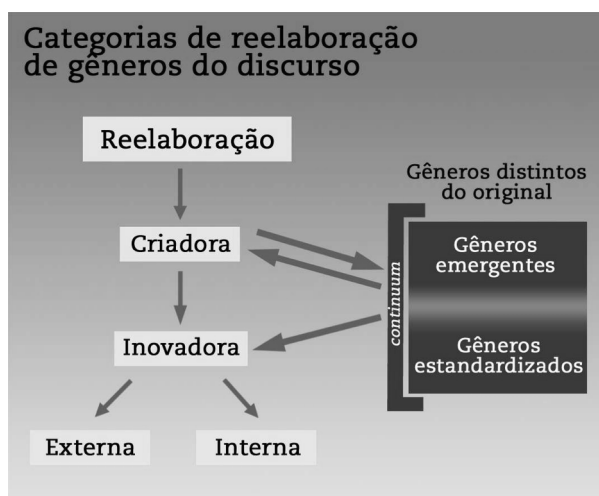 Categorias de reelaboração
de gêneros do discurso
Reelaboração
Gêneros distintos
do original
Criadora
Gêneros
emergentes
continuum
Inovadora
Gêneros
estandardizados
Externa
Interna